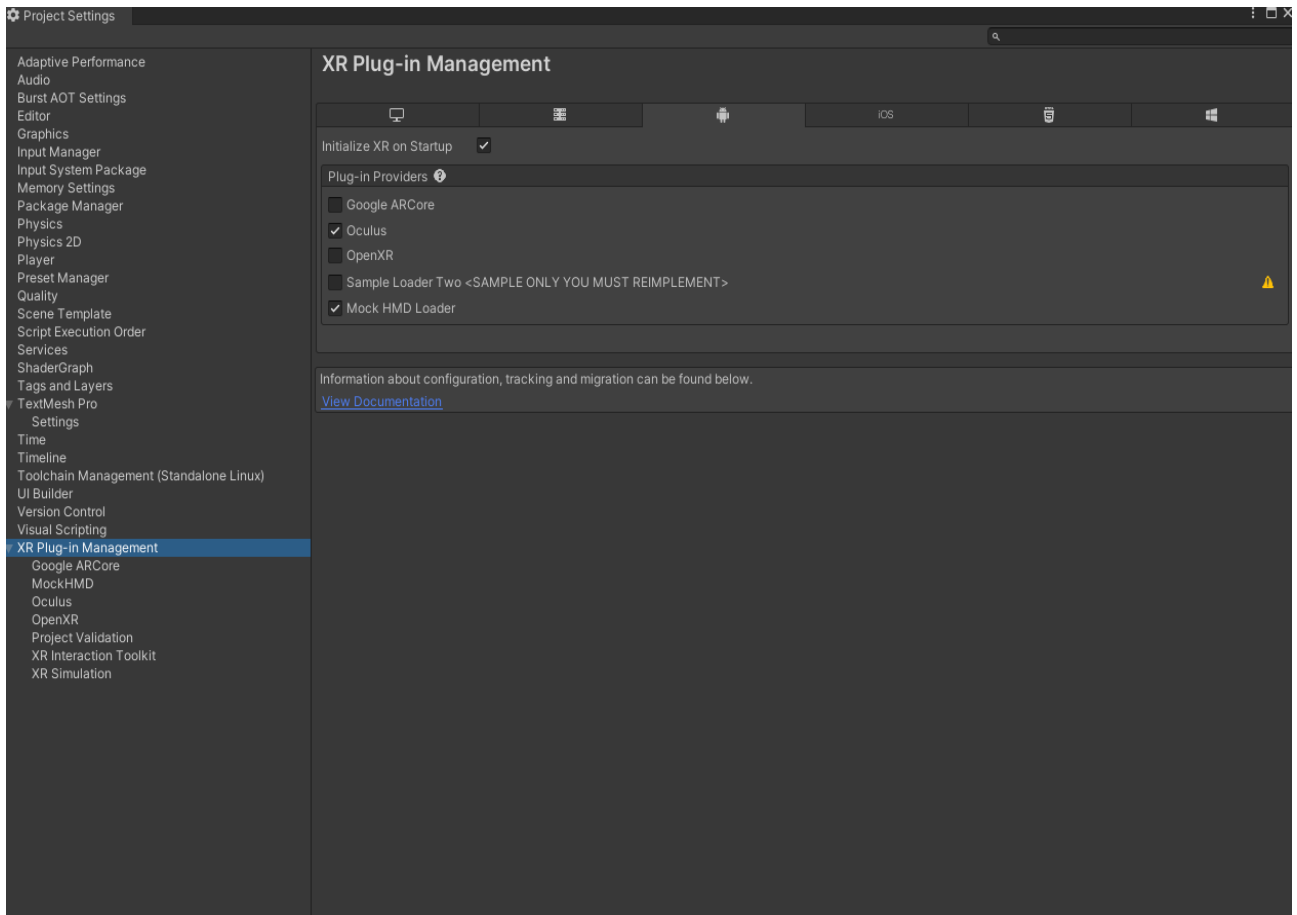 Project Settings
Adaptive Performance
Audio
Burst AOT Settings
Editor
Graphics
Input Manager
Input System Package
Memory Settings
Package Manager
Physics
Physics 2D
Player
Preset Manager
Quality
Scene Template
Script Execution Order
Services
ShaderGraph
Tags and Layers
TextMesh Pro
Settings
Time
Timeline
Toolchain Management (Standalone Linux)
UI Builder
Version Control
Visual Scripting
XR Plug-in Management
Google ARCore
MockHMD
Oculus
OpenXR
Project Validation
XR Interaction Toolkit
XR Simulation
XR Plug-in Management
iOS
Initialize XR on Startup
Plug-in Providers
Google ARCore
Oculus
OpenXR
Sample Loader Two <SAMPLE ONLY YOU MUST REIMPLEMENT>
Mock HMD Loader
Information about configuration, tracking and migration can be found below.
View Documentation